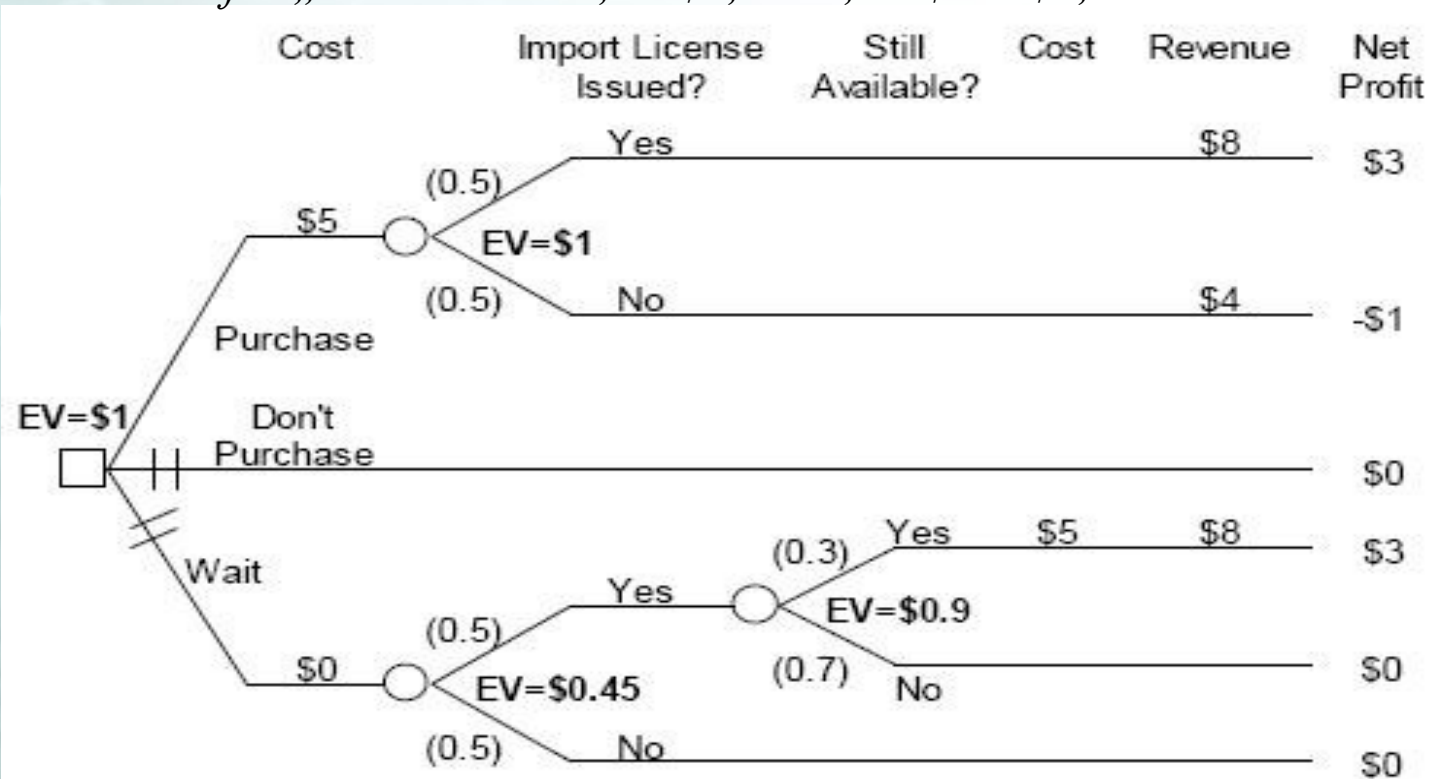 Cost Import License Still Cost Revenue Net
Issued? Available? Profit
Yes $8 $3
(0.5)
$5
EV=$1
(0.5) No $4 -$1
Purchase
EV=$1 Don't
Purchase $0
Yes $5 $8 $3
(0.3)
Wait
Yes EV=$0.9
(0.5)
$0 (0.7) $0
EV=$0.45 No
(0.5) No $0